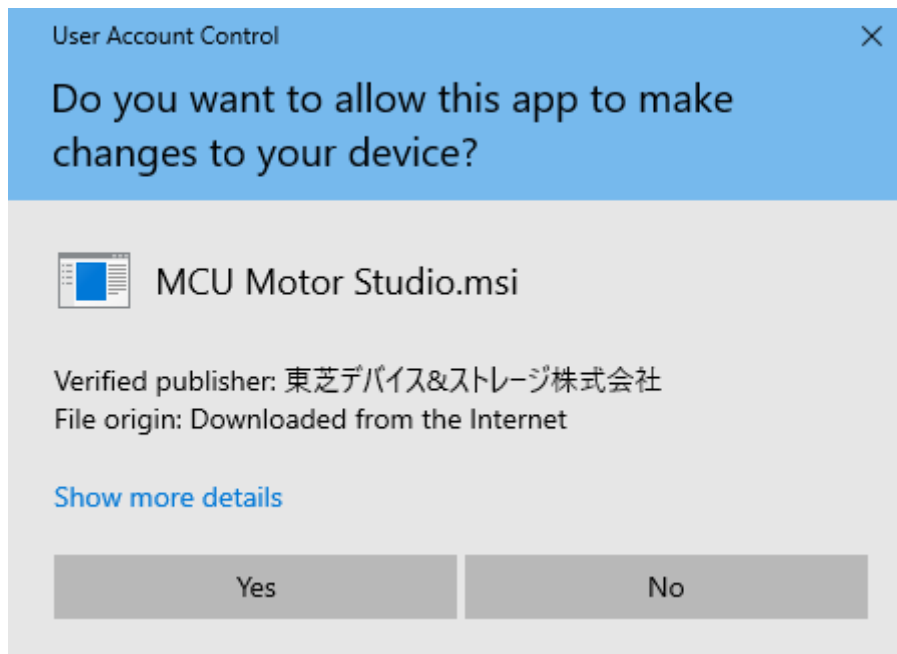 User Account Control
Do you want to allow this app to make
changes to your device?
MCU Motor Studio.msi
Verified publisher: 東芝デバイス&ストレージ株式会社
File origin: Downloaded from the Internet
Show more details
Yes
No